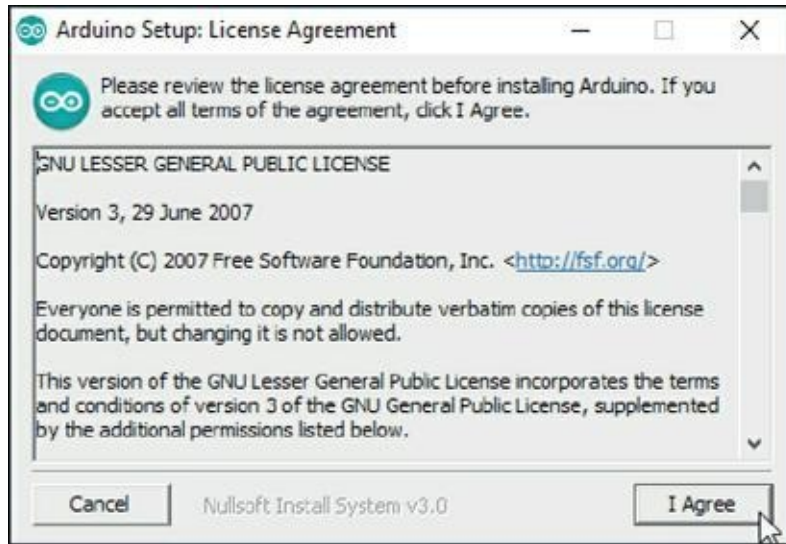 Arduino Setup: License Agreement
Please review the license agreement before installing Arduino. If you
accept all terms of the agreement, click I Agree.
GNU LESSER GENERAL PUBLIC LICENSE
Version 3, 29 June 2007
Copyright (C) 2007 Free Software Foundation, Inc. <http://fsf.org/>
Everyone is permitted to copy and distribute verbatim copies of this license
document, but changing it is not allowed.
This version of the GNU Lesser General Public License incorporates the terms
and conditions of version 3 of the GNU General Public License, supplemented
by the additional permissions listed below.
Cancel
Nullsoft Install System v3.0
I Agree